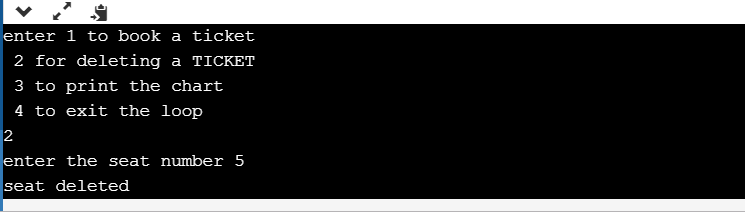 enter 1 to book a ticket
2 for deleting a TICKET
3 to print the chart
4 to exit the loop
2
enter the seat number 5
seat deleted